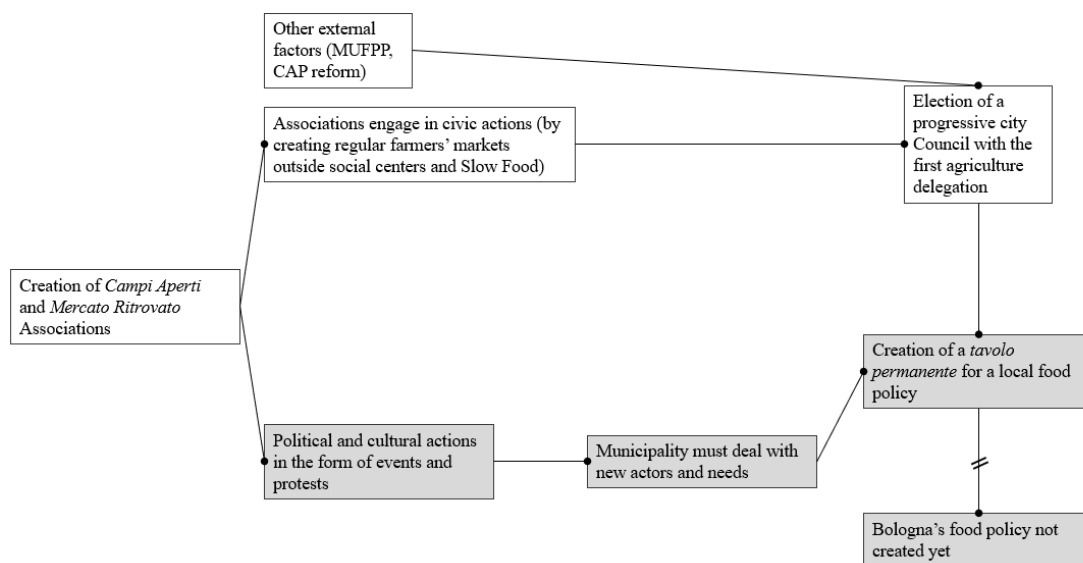 Other external
factors (MUFPP,
CAP reform)
Associations engage in civic actions (by
creating regular farmers’ markets
outside social centers and Slow Food)
Election of a
progressive city
Council with the
first agriculture
delegation
Creation of Campi Aperti
and Mercato Ritrovato
Associations
Creation of a tavolo
permanente for a local food
policy
Political and cultural actions
in the form of events and
protests
Municipality must deal with
new actors and needs
Bologna’s food policy not
created yet